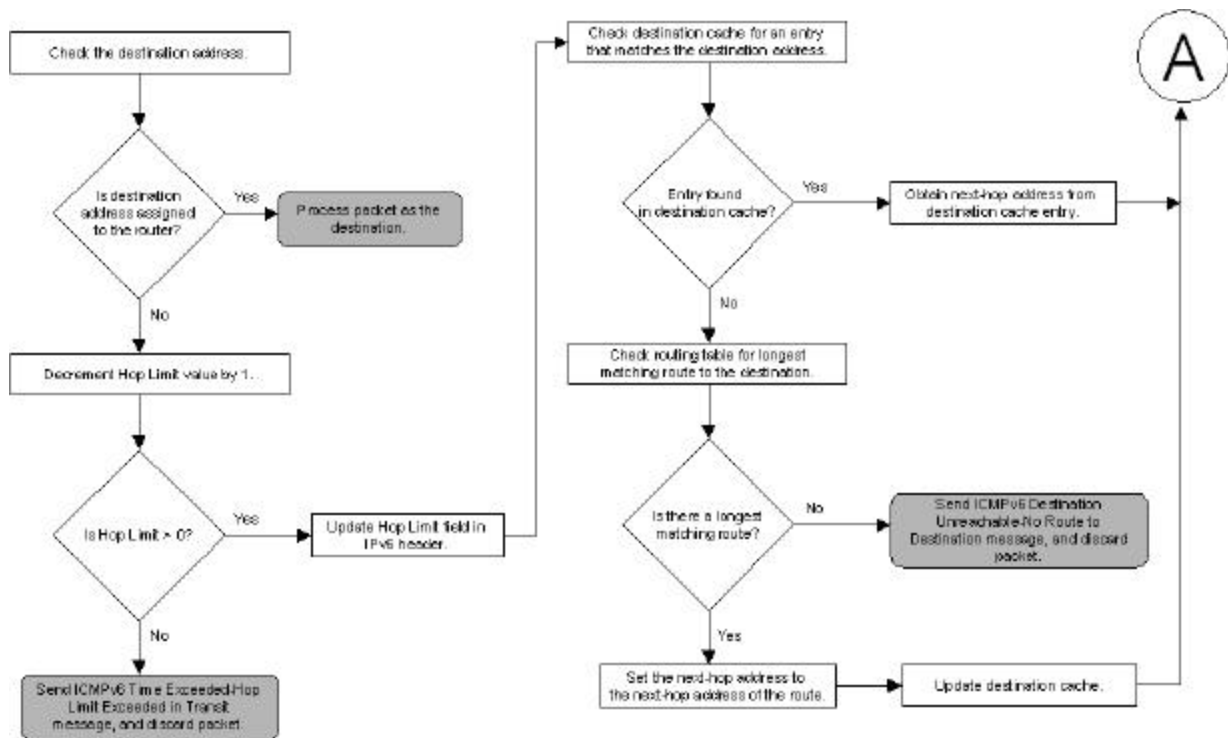 Check the destination address.
Is destination
address assigned
to the router?
Yes
Process packet as the
destination.
No
Decrement Hop Limit value by 1.
Is Hop Limit > 0?
Yes
Update Hop Limit field in
IPv6 header.
No
Send ICMPv6 Time Exceeded-Hop
Limit Exceeded in Transit
message, and discard packet.
Check destination cache for an entry
that matches the destination address.
Entry found
in destination cache?
Yes
Obtain next-hop address from
destination cache entry.
No
Check routing table for longest
matching route to the destination.
Is there a longest
matching route?
No
Send ICMPv6 Destination
Unreachable-No Route to
Destination message, and discard
packet.
Yes
Set the next-hop address to
the next-hop address of the route.
Update destination cache.
A